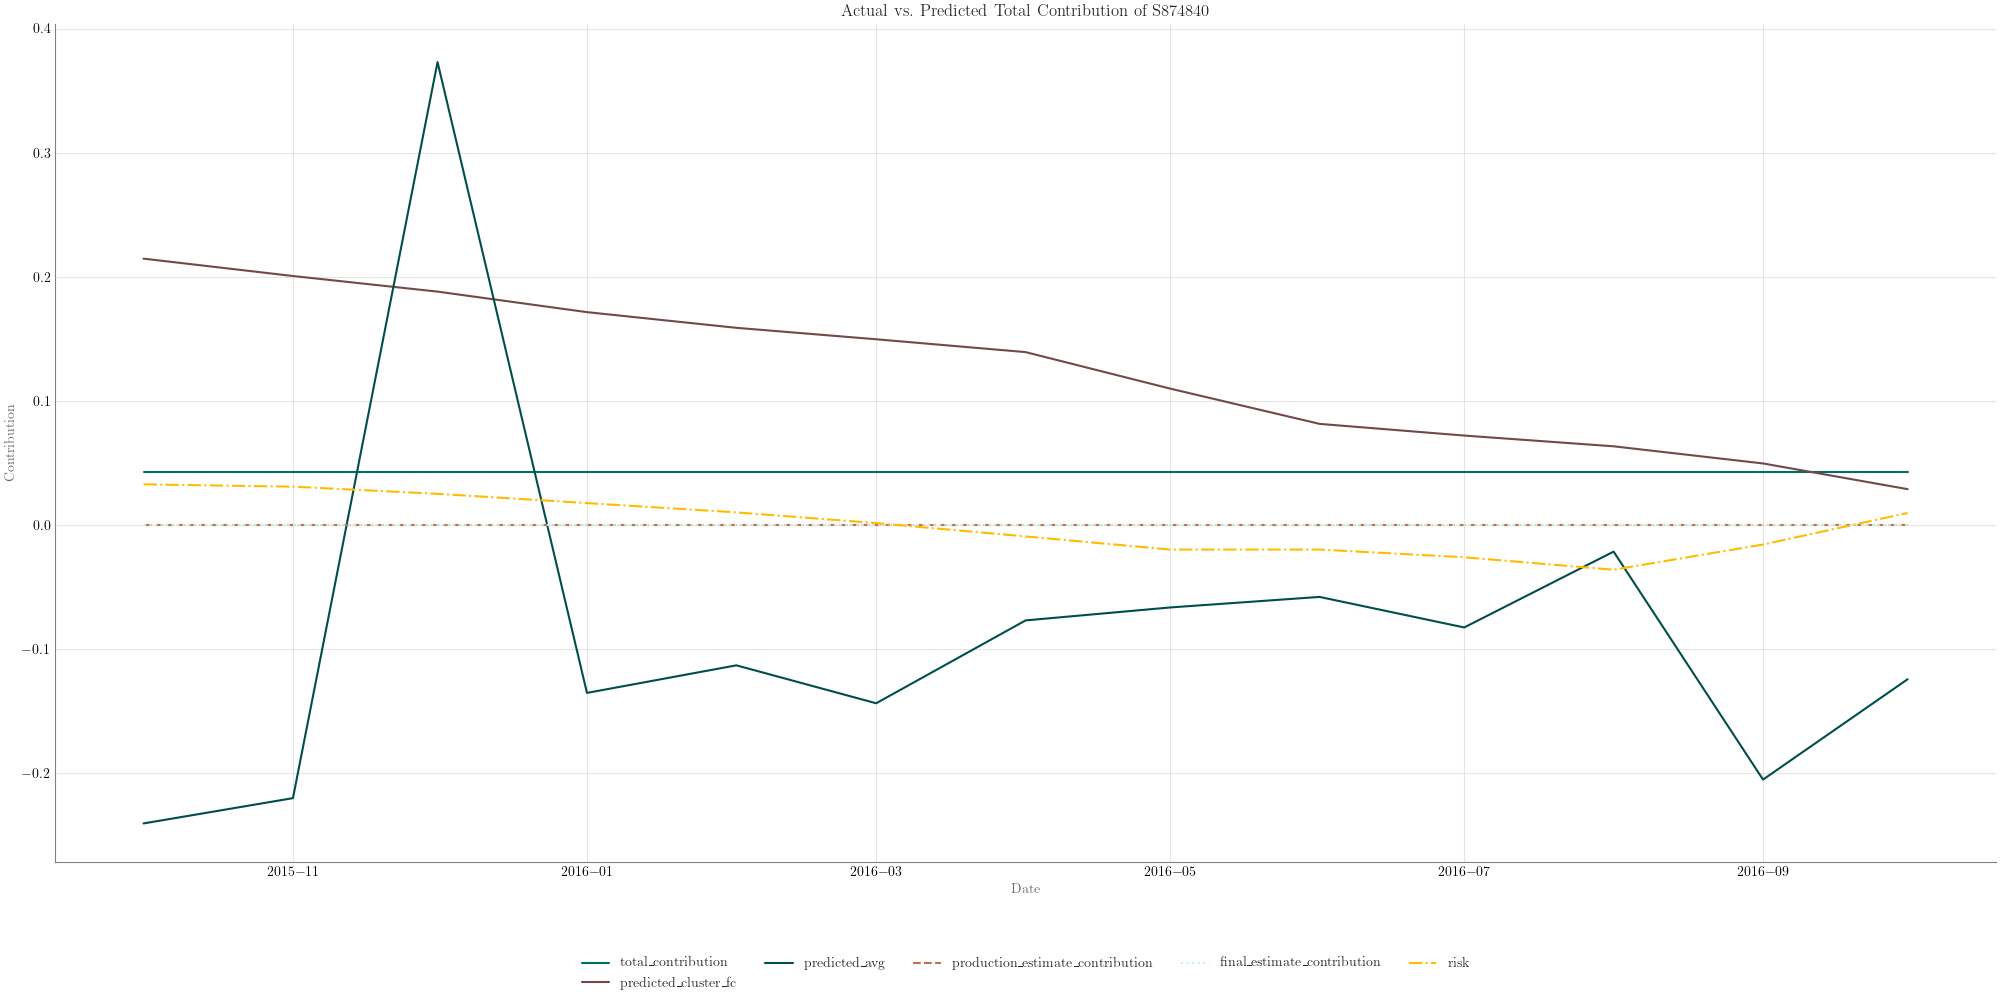 Actual vs. Predicted Total Contribution of S874840
0.4
0.3
0.2
0.1
0.0
−0.1
−0.2
Contribution
2015−11 2016−01 2016−03 2016−05 2016−07 2016−09
Date
total_contribution predicted_avg production_estimate_contribution final_estimate_contribution risk
predicted_cluster_fc